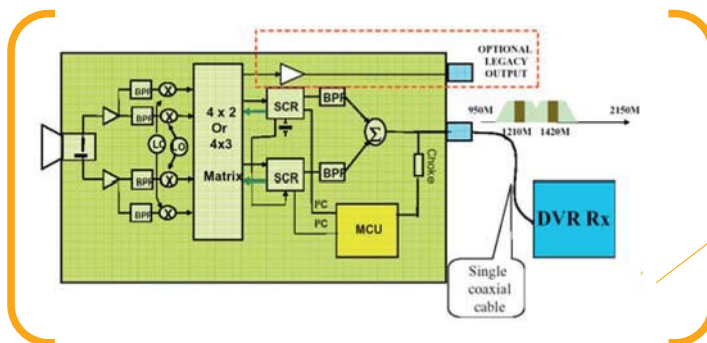 OPTIONAL
LEGACY
OUTPUT
BPF
X
BPF
X
LO
LO
BPF
X
BPF
X
4 x 2
Or
4x3
Matrix
SCR
BPF
SCR
BPF
Σ
I²C
I²C
MCU
Choke
950M
2150M
1210M
1420M
DVR Rx
Single
coaxial
cable